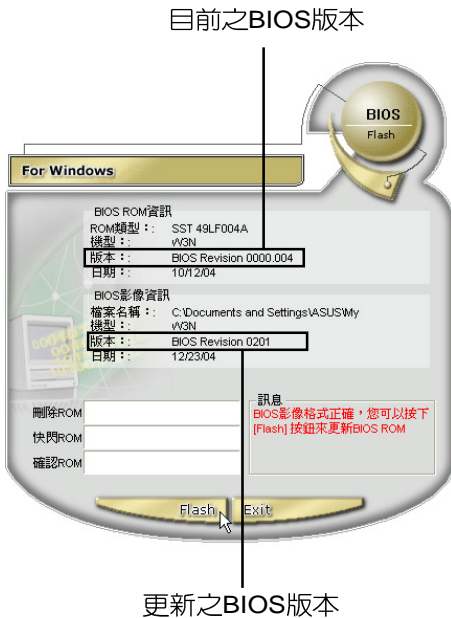 目前之BIOS版本
BIOS
Flash
For Windows
BIOS ROM資訊
ROM類型：: SST 49LF004A
機型：: W3N
版本：: BIOS Revision 0000.004
日期：: 10/12/04
BIOS影像資訊
檔案名稱：: C:\Documents and Settings\ASUS\My
機型：: W3N
版本：: BIOS Revision 0201
日期：: 12/23/04
刪除ROM
快閃ROM
確認ROM
訊息
BIOS影像格式正確，您可以按下
[Flash] 按鈕來更新BIOS ROM
Flash
Exit
更新之BIOS版本